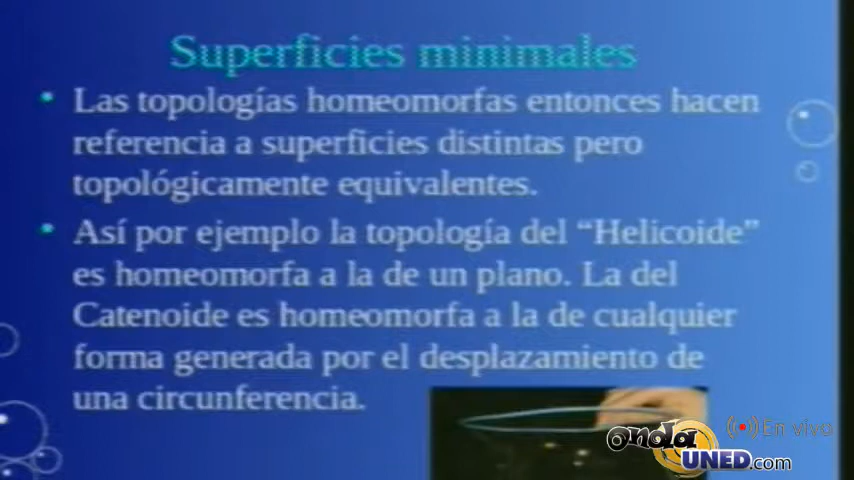 Superficies minimales
Las topologías homeomorfas entonces hacen
referencia a superficies distintas pero
topológicamente equivalentes.
Así por ejemplo la topología del “Helicoide”
es homeomorfa a la de un plano. La del
Catenoide es homeomorfa a la de cualquier
forma generada por el desplazamiento de
una circunferencia.
En vivo
onda
UNED.com